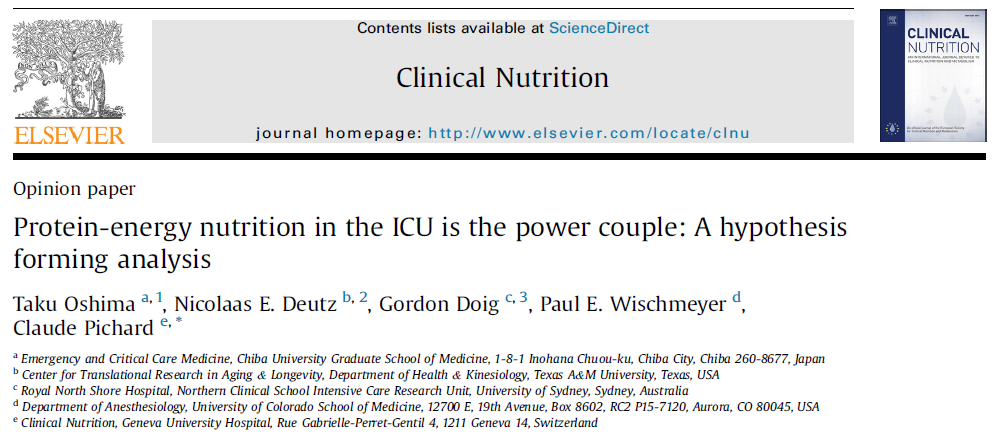 Contents lists available at ScienceDirect
Clinical Nutrition
journal homepage: http://www.elsevier.com/locate/clnu
ELSEVIER
CLINICAL
NUTRITION
Opinion paper
Protein-energy nutrition in the ICU is the power couple: A hypothesis
forming analysis
Taku Oshima a, 1, Nicolaas E. Deutz b, 2, Gordon Doig c, 3, Paul E. Wischmeyer d,
Claude Pichard e, *
a Emergency and Critical Care Medicine, Chiba University Graduate School of Medicine, 1-8-1 Inohana Chuou-ku, Chiba City, Chiba 260-8677, Japan
b Center for Translational Research in Aging & Longevity, Department of Health & Kinesiology, Texas A&M University, Texas, USA
c Royal North Shore Hospital, Northern Clinical School Intensive Care Research Unit, University of Sydney, Sydney, Australia
d Department of Anesthesiology, University of Colorado School of Medicine, 12700 E, 19th Avenue, Box 8602, RC2 P15-7120, Aurora, CO 80045, USA
e Clinical Nutrition, Geneva University Hospital, Rue Gabrielle-Perret-Gentil 4, 1211 Geneva 14, Switzerland